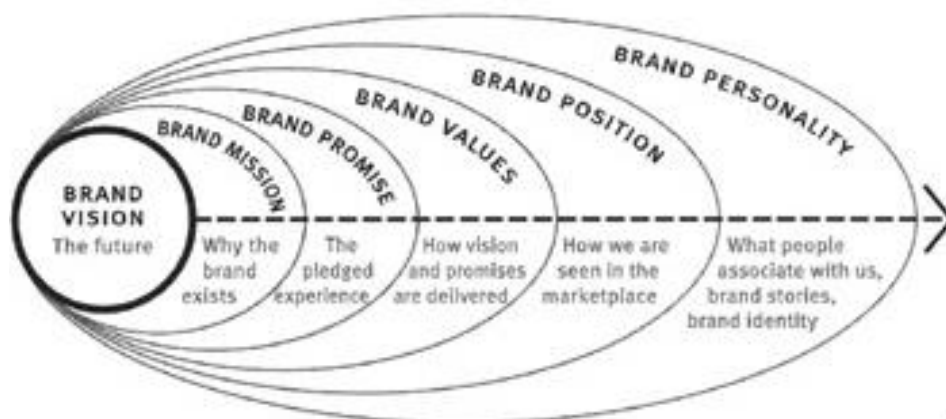 BRAND
VISION
The future
BRAND MISSION
Why the
brand
exists
BRAND PROMISE
The
pledged
experience
BRAND VALUES
How vision
and promises
are delivered
BRAND POSITION
How we are
seen in the
marketplace
BRAND PERSONALITY
What people
associate with us,
brand stories,
brand identity